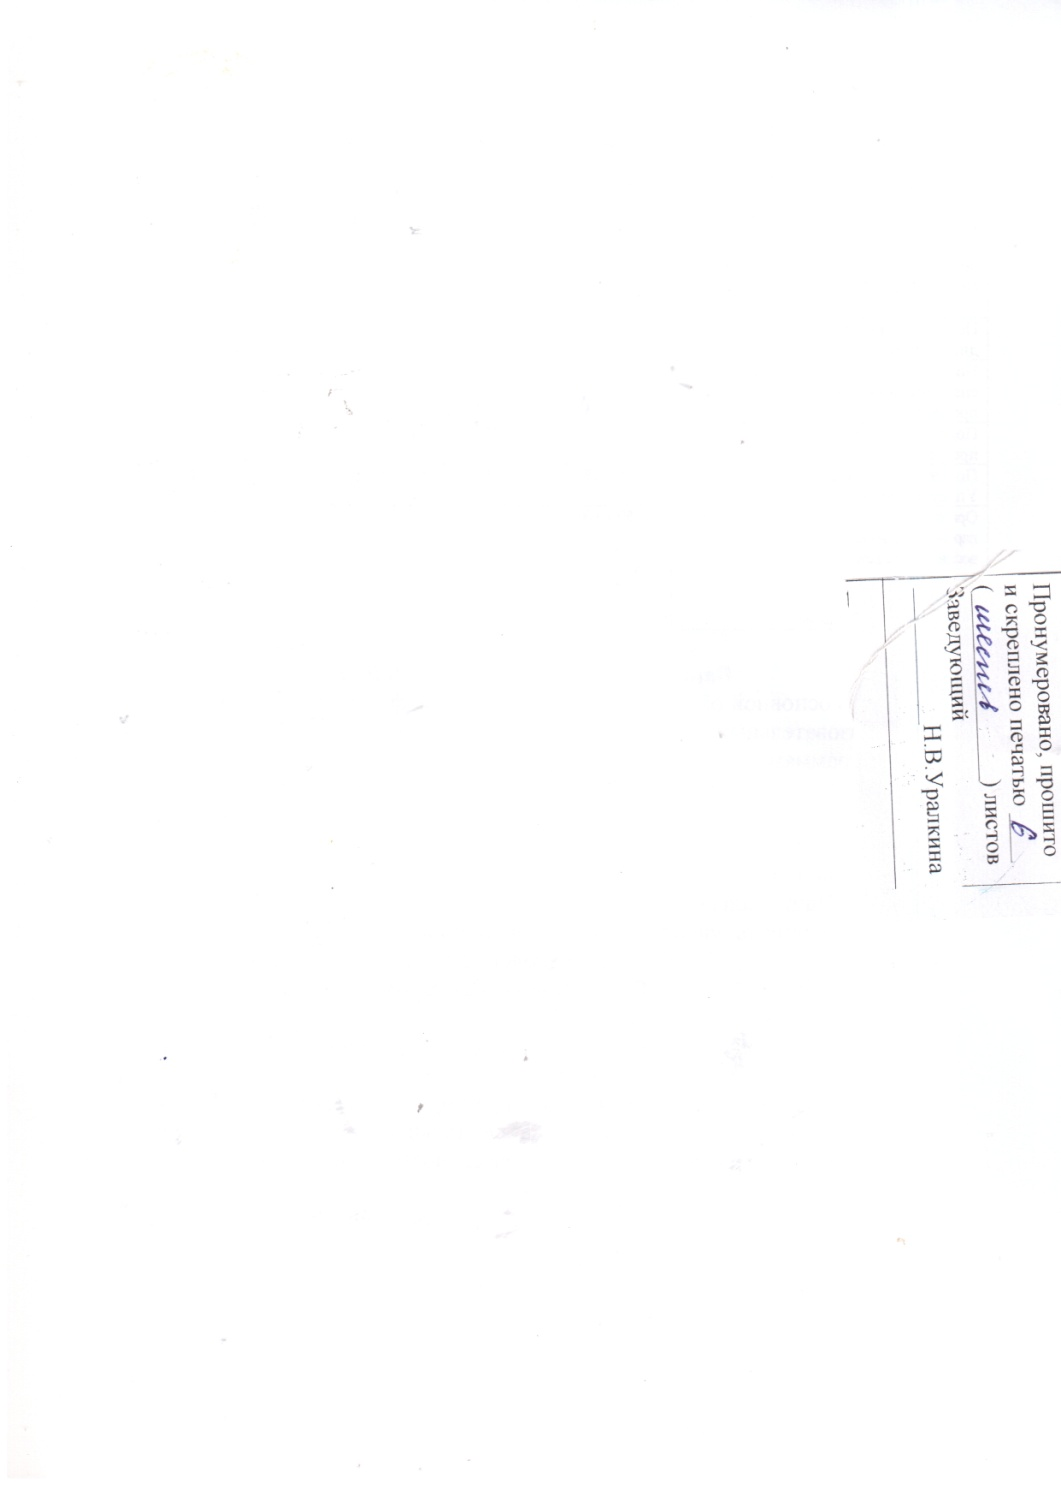 Пронумеровано, прошито
и скреплено печатью 6
( шесть ) листов
Заведующий
Н.В.Уралкина